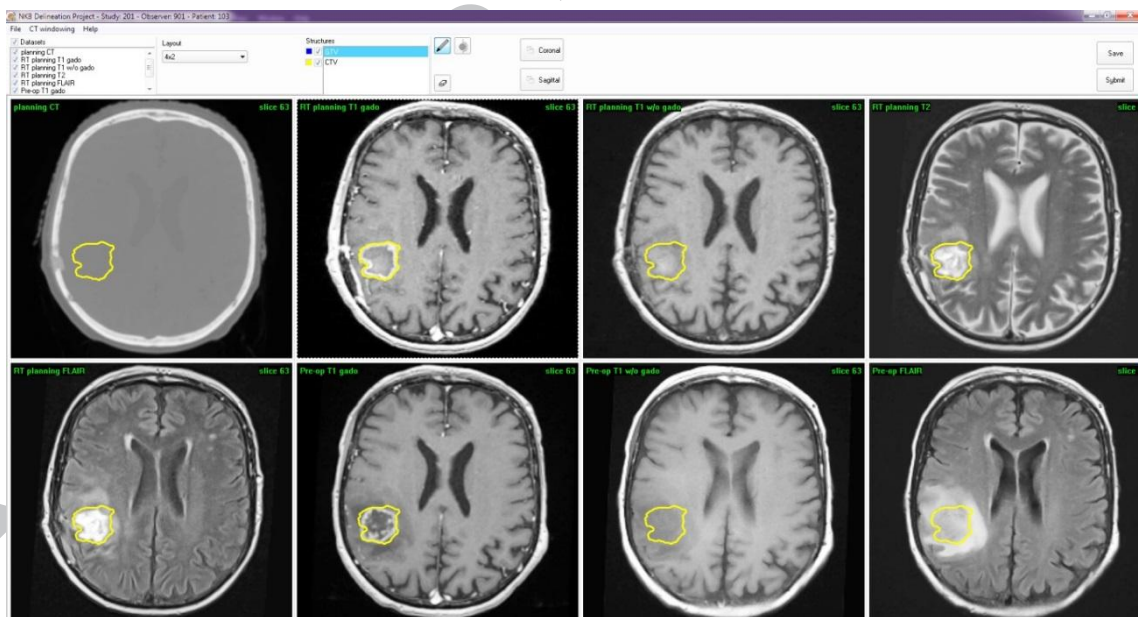 NKB Delineation Project - Study: 201 - Observer: 901 - Patient: 103
File CT windowing Help
Datasets
planning CT
RT planning T1 gado
RT planning T1 w/o gado
RT planning T2
RT planning FLAIR
Pre-op T1 gado
Layout
4x2
Structures
GTV
CTV
Coronal
Sagittal
Save
Submit
planning CT slice 63
RT planning T1 gado slice 63
RT planning T1 w/o gado slice 63
RT planning T2 slice
RT planning FLAIR slice 63
Pre-op T1 gado slice 63
Pre-op T1 w/o gado slice 63
Pre-op FLAIR slice